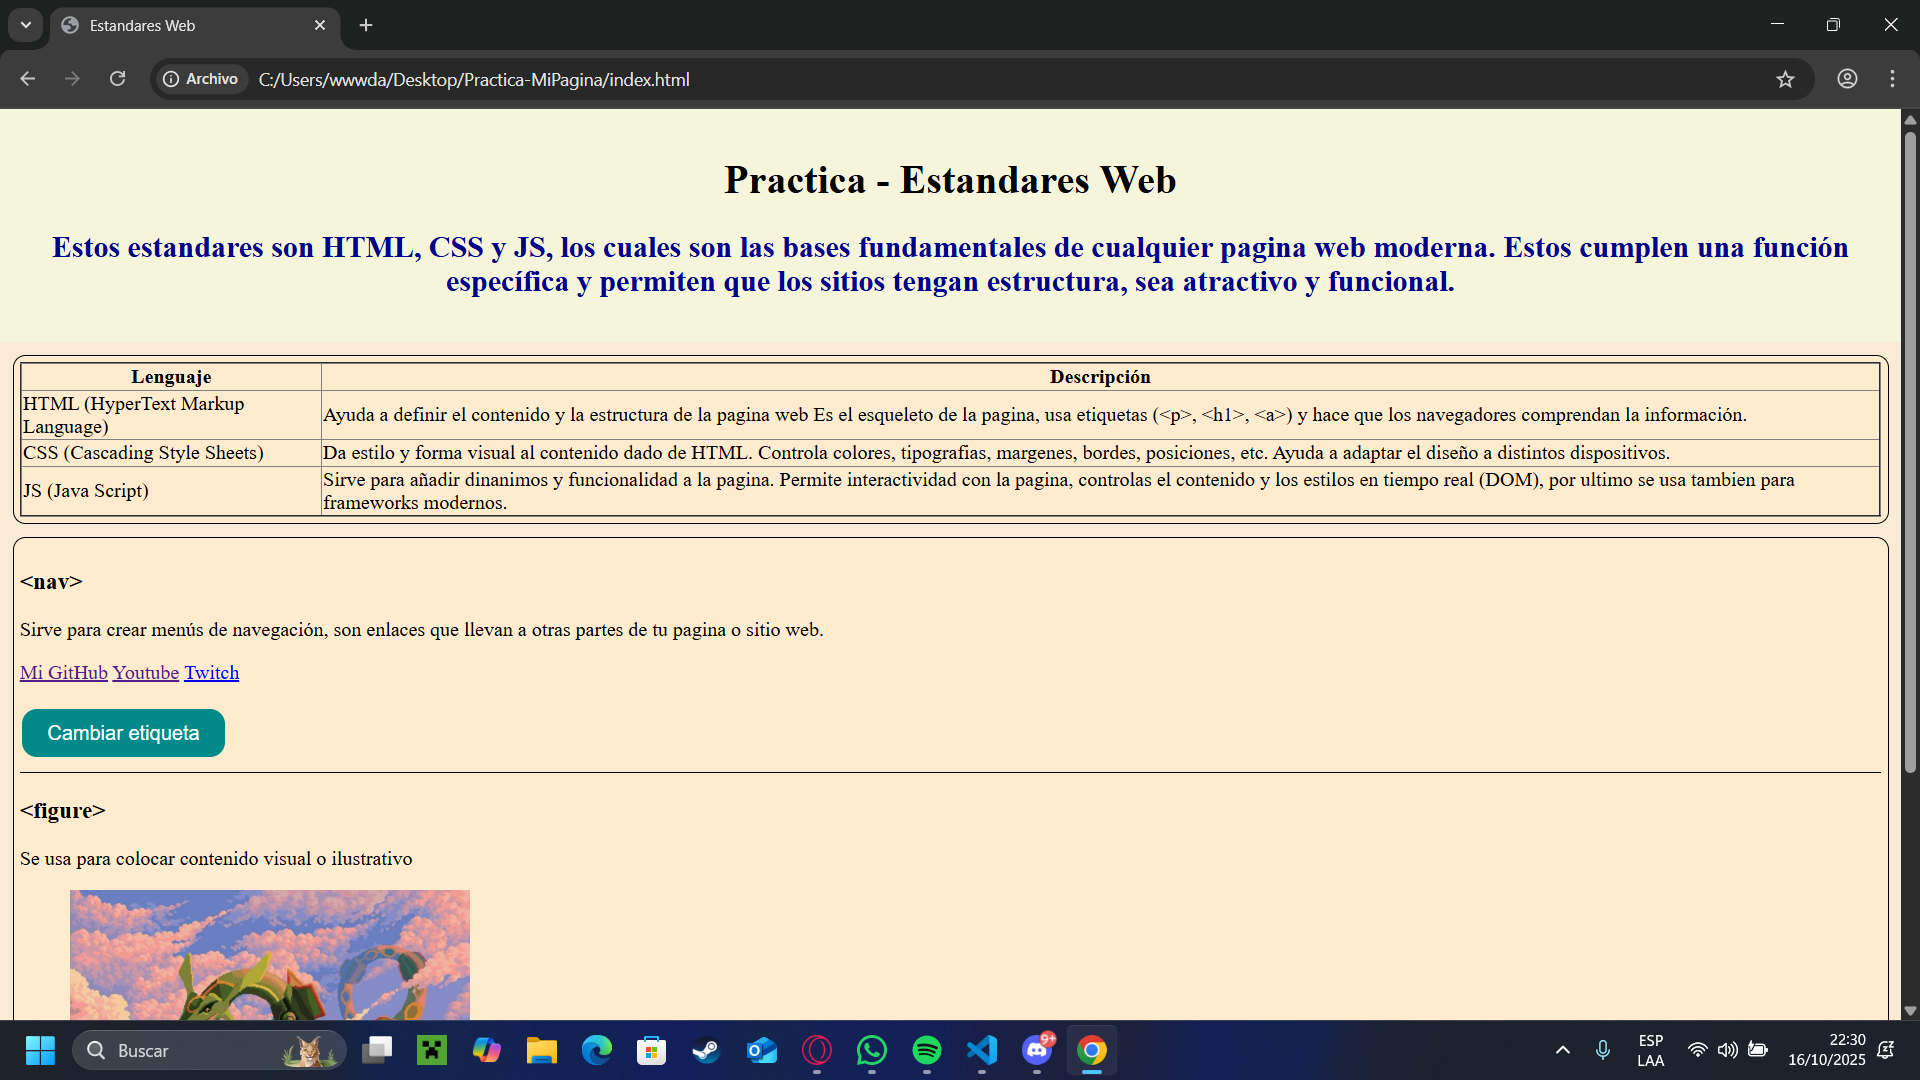 Estandares Web
Archivo
C:/Users/wwwda/Desktop/Practica-MiPagina/index.html
Practica - Estandares Web
Estos estandares son HTML, CSS y JS, los cuales son las bases fundamentales de cualquier pagina web moderna. Estos cumplen una función
específica y permiten que los sitios tengan estructura, sea atractivo y funcional.
Lenguaje
Descripción
HTML (HyperText Markup
Language)
Ayuda a definir el contenido y la estructura de la pagina web Es el esqueleto de la pagina, usa etiquetas (<p>, <h1>, <a>) y hace que los navegadores comprendan la información.
CSS (Cascading Style Sheets)
Da estilo y forma visual al contenido dado de HTML. Controla colores, tipografias, margenes, bordes, posiciones, etc. Ayuda a adaptar el diseño a distintos dispositivos.
JS (Java Script)
Sirve para añadir dinanimos y funcionalidad a la pagina. Permite interactividad con la pagina, controlas el contenido y los estilos en tiempo real (DOM), por ultimo se usa tambien para
frameworks modernos.
<nav>
Sirve para crear menús de navegación, son enlaces que llevan a otras partes de tu pagina o sitio web.
Mi GitHub Youtube Twitch
Cambiar etiqueta
<figure>
Se usa para colocar contenido visual o ilustrativo
Buscar
9+
ESP
LAA
22:30
16/10/2025